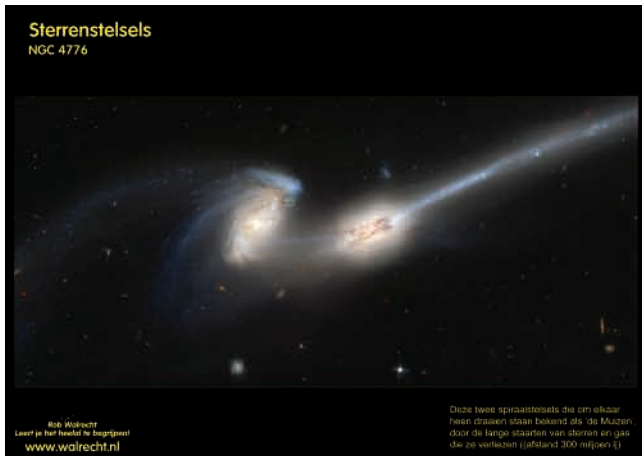 Sterrenstelsels
NGC 4776
Rob Walrecht
Leert je het heelal te begrijpen!
www.walrecht.nl
Deze twee spiraalstelsels die om elkaar
heen draaien staan bekend als 'de Muizen',
door de lange staarten van sterren en gas
die ze verliezen ((afstand 300 miljoen lj)